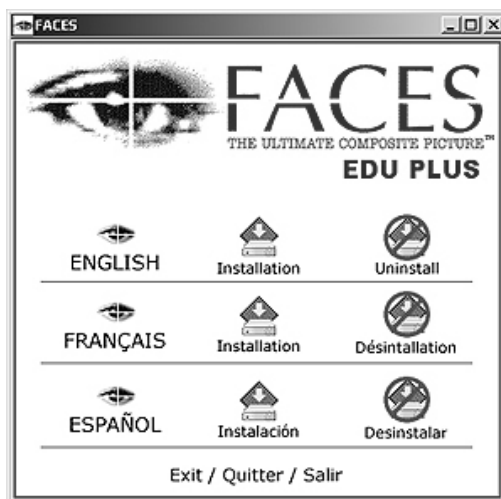 FACES
FACES
THE ULTIMATE COMPOSITE PICTURE™
EDU PLUS
ENGLISH Installation Uninstall
FRANÇAIS Installation Désintallation
ESPAÑOL Instalación Desinstalar
Exit / Quitter / Salir